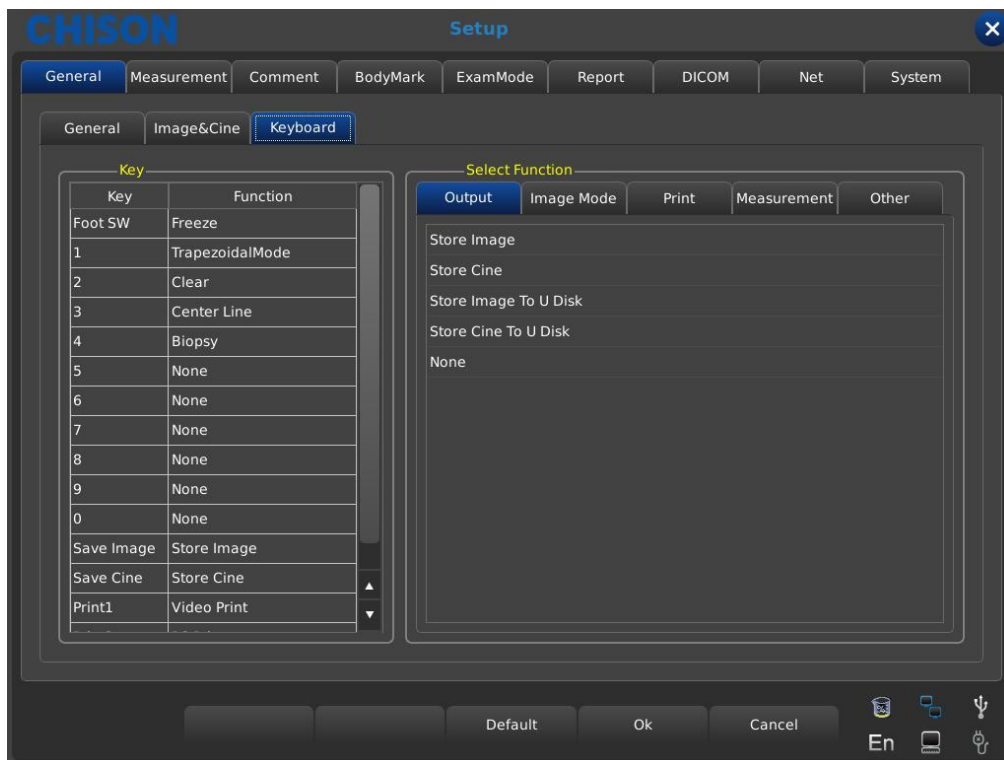 CHISON
Setup
General Measurement Comment BodyMark ExamMode Report DICOM Net System
General Image&Cine Keyboard
Key
Key Function
Foot SW Freeze
1 TrapezoidalMode
2 Clear
3 Center Line
4 Biopsy
5 None
6 None
7 None
8 None
9 None
0 None
Save Image Store Image
Save Cine Store Cine
Print1 Video Print
Select Function
Output Image Mode Print Measurement Other
Store Image
Store Cine
Store Image To U Disk
Store Cine To U Disk
None
Default Ok Cancel
En